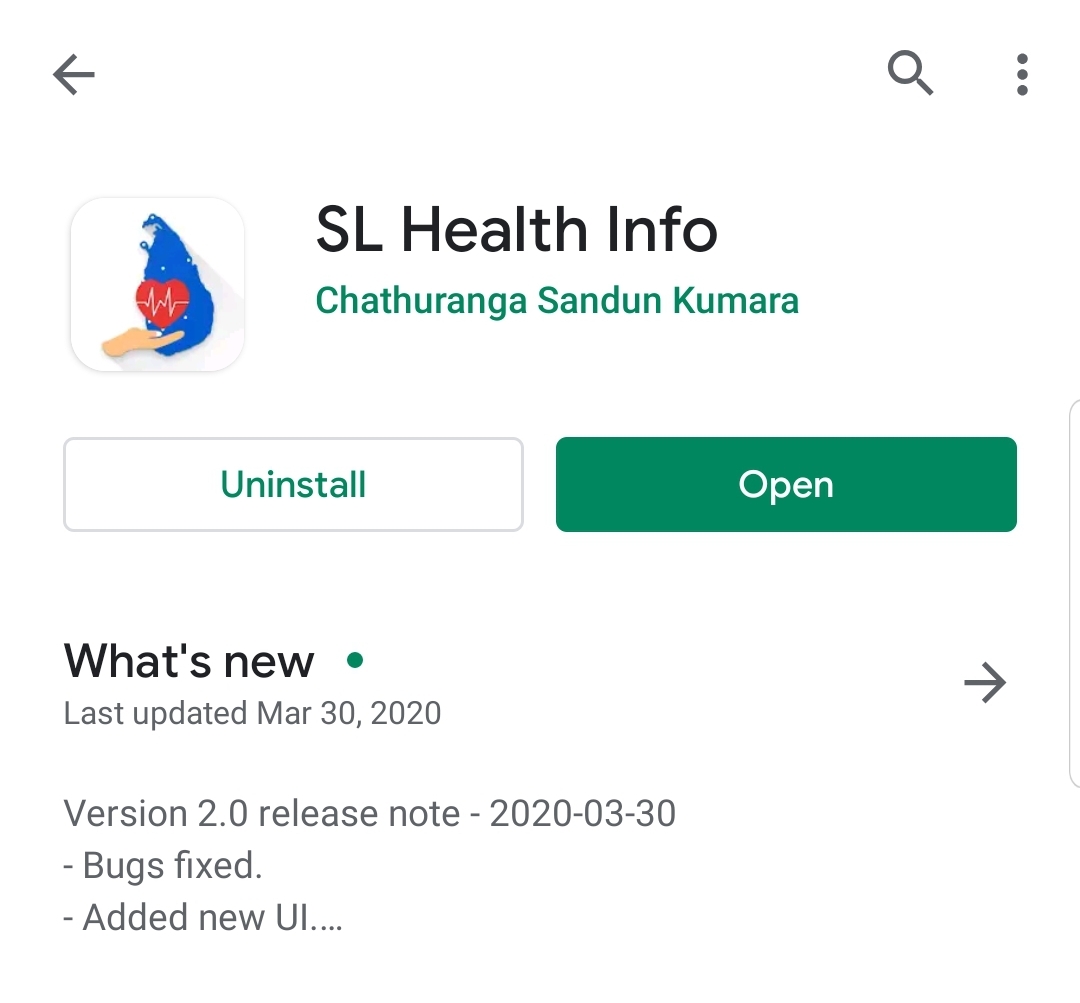 SL Health Info
Chathuranga Sandun Kumara
Uninstall
Open
What's new
Last updated Mar 30, 2020
Version 2.0 release note - 2020-03-30
- Bugs fixed.
- Added new UI....